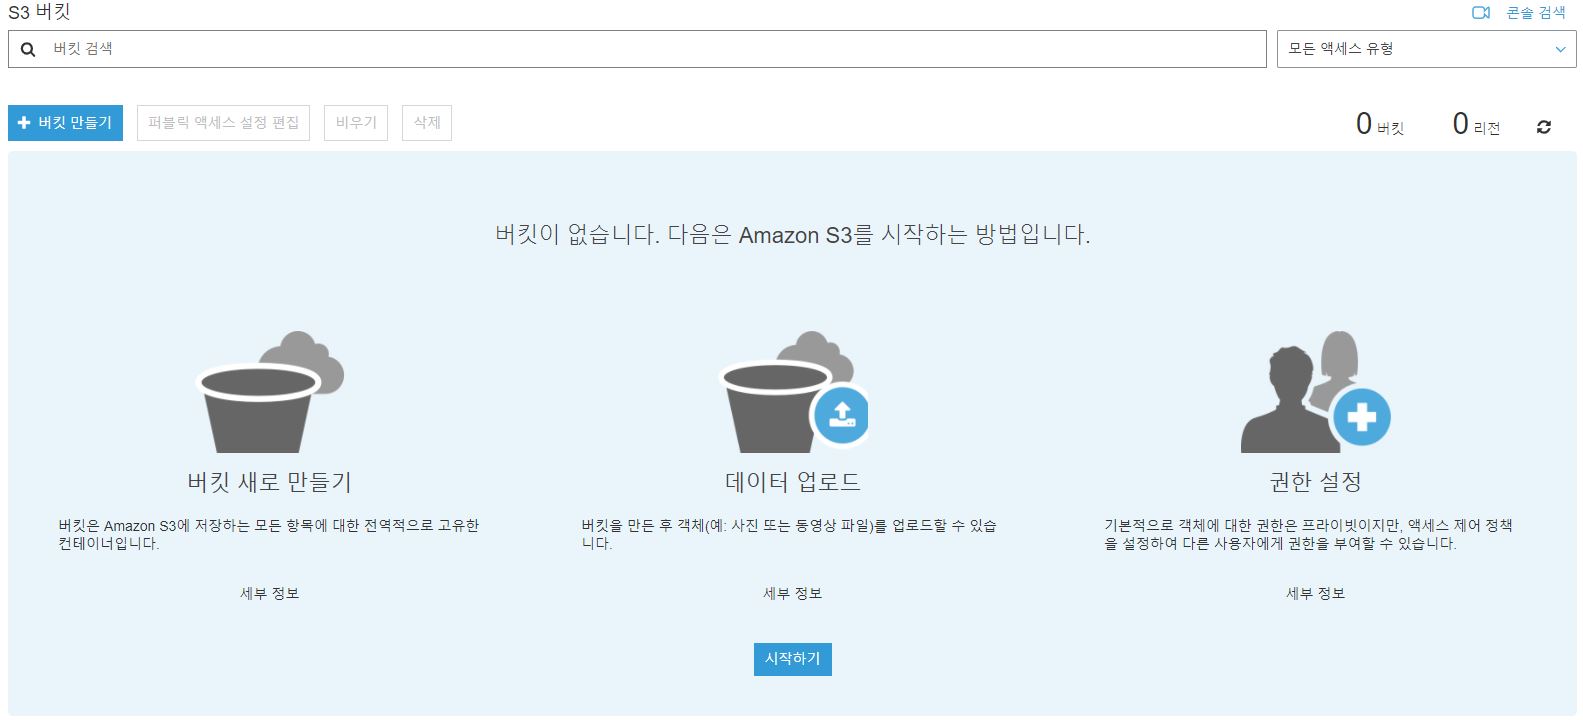 S3 버킷
콘솔 검색
버킷 검색
모든 액세스 유형
버킷 만들기
퍼블릭 액세스 설정 편집
비우기
삭제
0 버킷
0 리전
버킷이 없습니다. 다음은 Amazon S3를 시작하는 방법입니다.
버킷 새로 만들기
버킷은 Amazon S3에 저장하는 모든 항목에 대한 전역적으로 고유한
컨테이너입니다.
세부 정보
데이터 업로드
버킷을 만든 후 객체(예: 사진 또는 동영상 파일)를 업로드할 수 있습
니다.
세부 정보
권한 설정
기본적으로 객체에 대한 권한은 프라이빗이지만, 액세스 제어 정책
을 설정하여 다른 사용자에게 권한을 부여할 수 있습니다.
세부 정보
시작하기